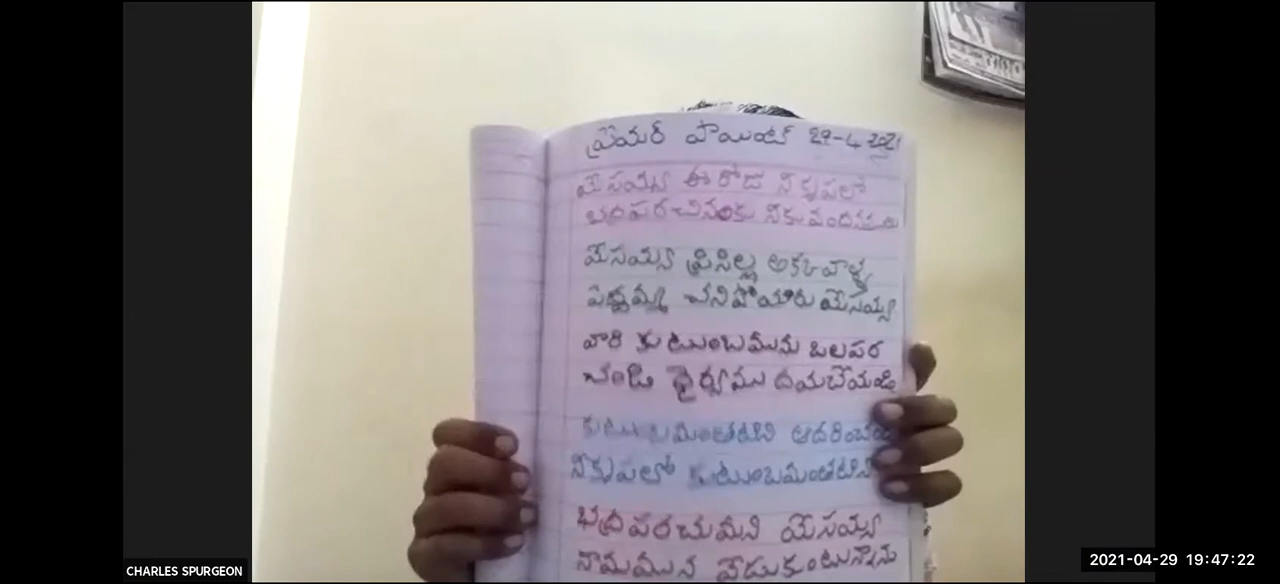 ప్రేయర్ పాయింట్ 29-4 2021
యేసయ్య ఈ రోజు నీ కృపలో
భద్రపరచినందుకు నీకు వందనములు
యేసయ్య ప్రిసిల్ల అక్కవాళ్ళ
పెద్దమ్మ చనిపోయారు యేసయ్య
వారి కుటుంబమును బలపర
చండి ధైర్యము దయచేయండి
కుటుంబమంతటిని ఆదరించండి
నీకృపలో కుటుంబమంతటిని
భద్రపరచుమని యేసయ్య
నామమున వేడుకుంటున్నాను
CHARLES SPURGEON
2021-04-29 19:47:22